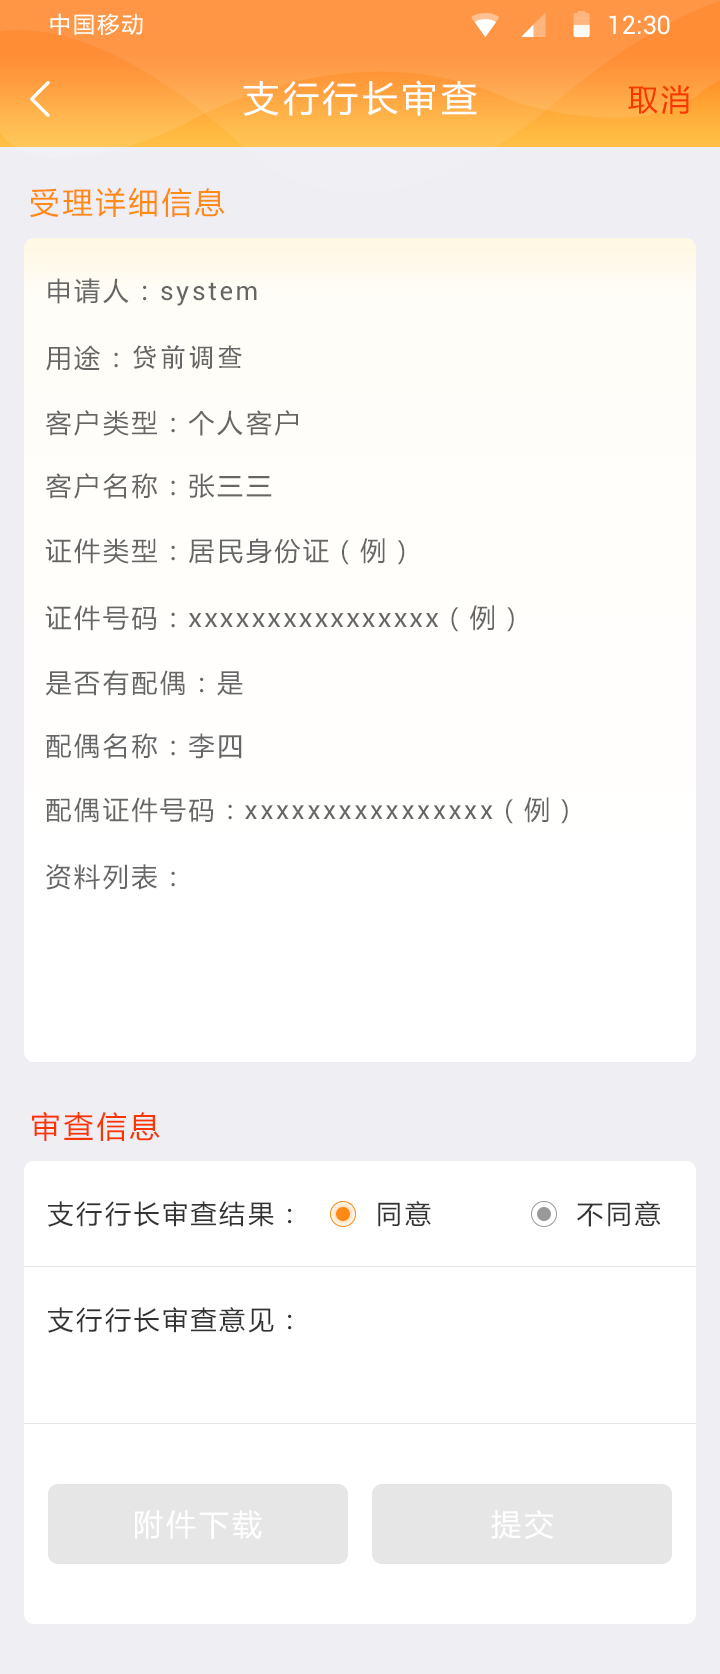 中国移动 12:30
支行行长审查 取消
受理详细信息
申请人：system
用途：贷前调查
客户类型：个人客户
客户名称：张三三
证件类型：居民身份证（例）
证件号码：xxxxxxxxxxxxxxxx（例）
是否有配偶：是
配偶名称：李四
配偶证件号码：xxxxxxxxxxxxxxxx（例）
资料列表：
审查信息
支行行长审查结果： 同意 不同意
支行行长审查意见：
附件下载 提交